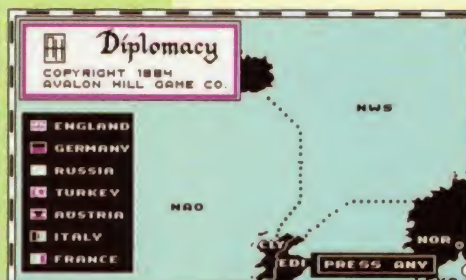 Diplomacy
COPYRIGHT 1984
AVALON HILL GAME CO.
NWS
ENGLAND
GERMANY
RUSSIA
TURKEY
AUSTRIA
ITALY
FRANCE
NAO
CLY
EDI
NOR
PRESS ANY